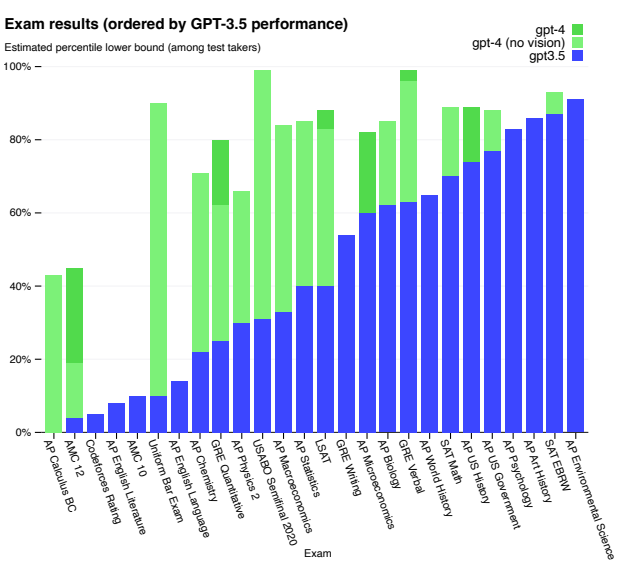 Exam results (ordered by GPT-3.5 performance)
Estimated percentile lower bound (among test takers)
gpt-4
gpt-4 (no vision)
gpt3.5
100%
80%
60%
40%
20%
0%
AP Calculus BC
AMC 12
Codeforces Rating
AP English Literature
AMC 10
Uniform Bar Exam
AP English Language
AP Chemistry
GRE Quantitative
AP Physics 2
USABO Semifinal 2020
AP Macroeconomics
AP Statistics
LSAT
GRE Writing
AP Microeconomics
AP Biology
GRE Verbal
AP World History
SAT Math
AP US History
AP US Government
AP Psychology
AP Art History
SAT EBRW
AP Environmental Science
Exam